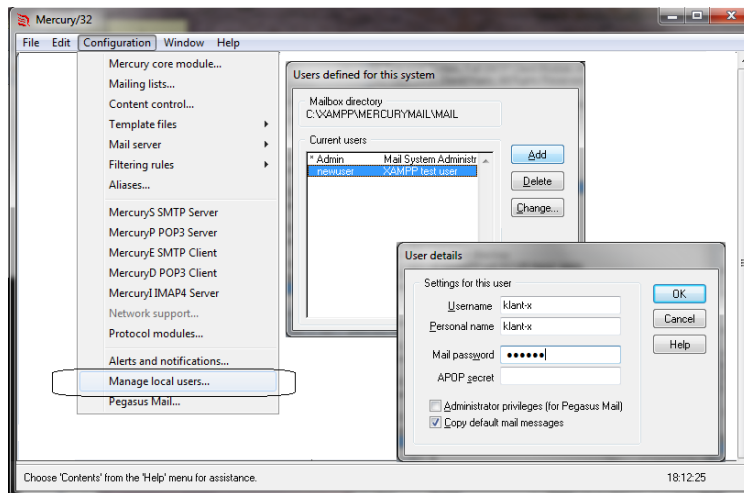 Mercury/32
File Edit Configuration Window Help
Mercury core module...
Mailing lists...
Content control...
Template files
Mail server
Filtering rules
Aliases...
MercuryS SMTP Server
MercuryP POP3 Server
MercuryE SMTP Client
MercuryD POP3 Client
MercuryI IMAP4 Server
Network support...
Protocol modules...
Alerts and notifications...
Manage local users...
Pegasus Mail...
Users defined for this system
Mailbox directory
C:\XAMPP\MERCURYMAIL\MAIL
Current users
* Admin Mail System Administr
newuser XAMPP test user
Add
Delete
Change...
User details
Settings for this user
Username klant-x
Personal name klant-x
Mail password ●●●●●●
APOP secret
Administrator privileges (for Pegasus Mail)
Copy default mail messages
OK
Cancel
Help
Choose 'Contents' from the 'Help' menu for assistance. 18:12:25